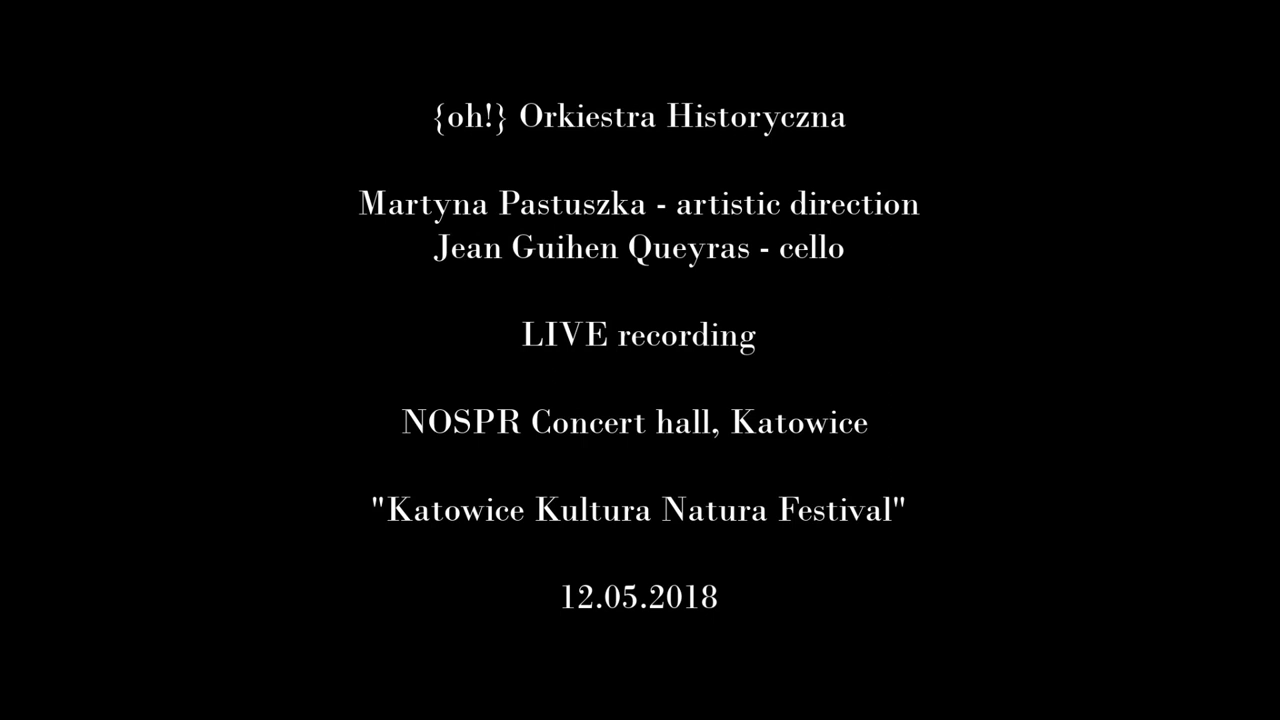 {oh!} Orkiestra Historyczna
Martyna Pastuszka - artistic direction
Jean Guihen Queyras - cello
LIVE recording
NOSPR Concert hall, Katowice
"Katowice Kultura Natura Festival"
12.05.2018